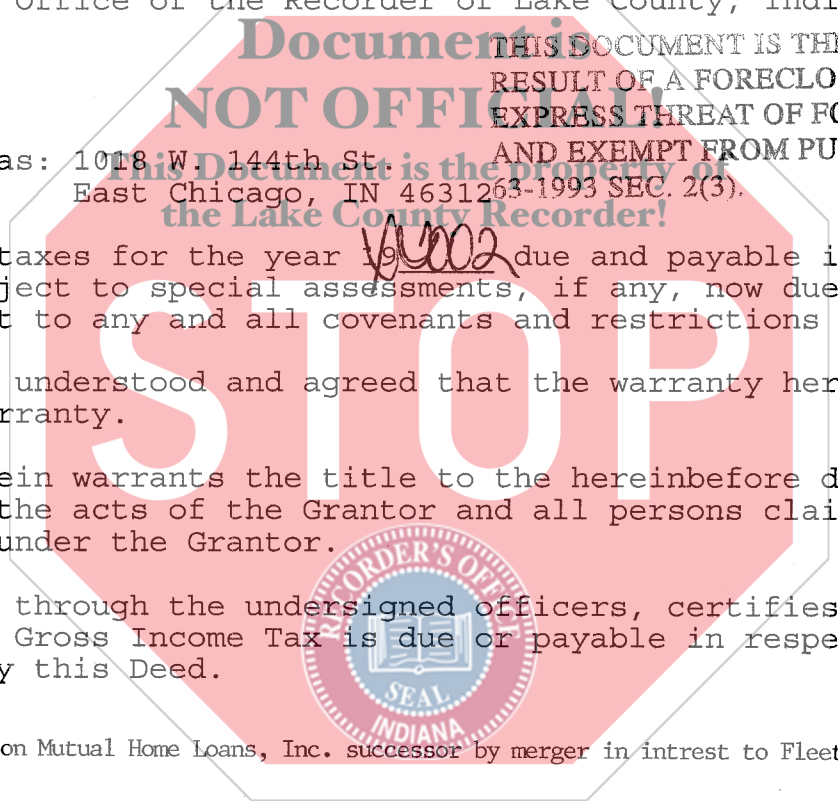 Office of the Recorder of Lake County, Indi
Document is
NOT OFFICIAL!
This Document is the property of
the Lake County Recorder!
THIS DOCUMENT IS THE
RESULT OF A FORECLO
EXPRESS THREAT OF FO
AND EXEMPT FROM PU
63-1993 SEC. 2(3).
as: 1018 W. 144th St.
East Chicago, IN 46312
taxes for the year 19 2002 due and payable i
ject to special assessments, if any, now due
t to any and all covenants and restrictions
understood and agreed that the warranty her
rranty.
STOP
ein warrants the title to the hereinbefore d
the acts of the Grantor and all persons clai
under the Grantor.
through the undersigned officers, certifies
Gross Income Tax is due or payable in respe
y this Deed.
RECORDER'S OFFICE
SEAL
INDIANA
on Mutual Home Loans, Inc. successor by merger in intrest to Fleet